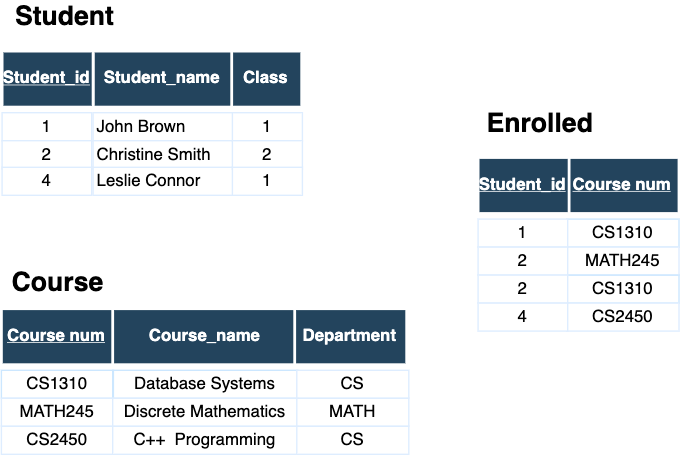 Student
Student_id Student_name Class
1 John Brown 1
2 Christine Smith 2
4 Leslie Connor 1
Enrolled
Student_id Course num
1 CS1310
2 MATH245
2 CS1310
4 CS2450
Course
Course num Course_name Department
CS1310 Database Systems CS
MATH245 Discrete Mathematics MATH
CS2450 C++ Programming CS